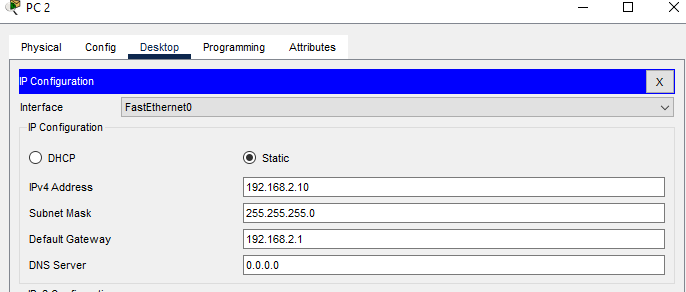 PC 2
Physical Config Desktop Programming Attributes
IP Configuration X
Interface FastEthernet0
IP Configuration
DHCP Static
IPv4 Address 192.168.2.10
Subnet Mask 255.255.255.0
Default Gateway 192.168.2.1
DNS Server 0.0.0.0